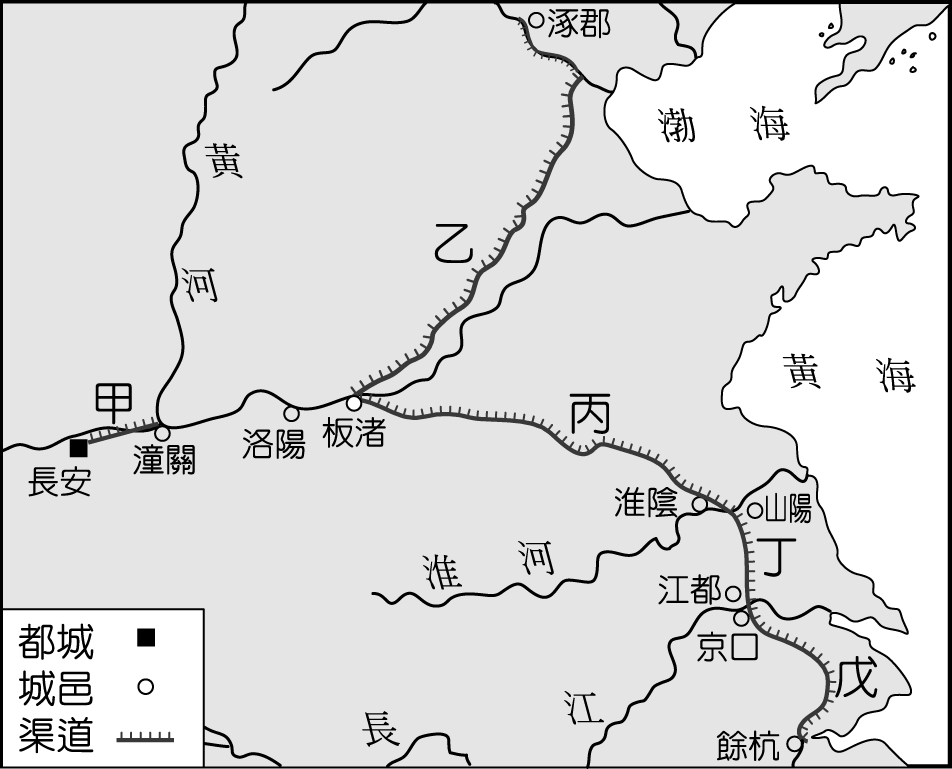 涿郡
渤海
黃河
乙
黃海
甲
丙
長安
潼關
洛陽
板渚
淮陰
山陽
丁
淮河
江都
京口
戊
長江
餘杭
都城
城邑
渠道